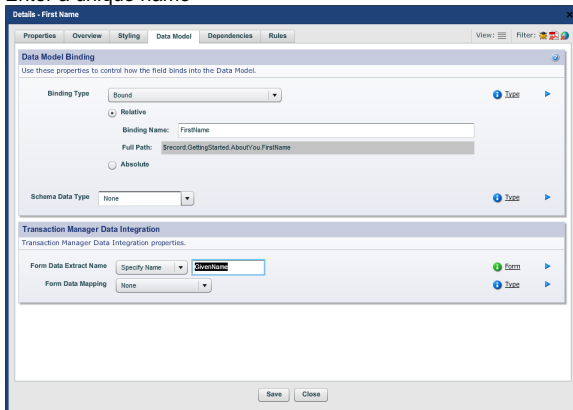 Enter a unique name
Details - First Name
Properties Overview Styling Data Model Dependencies Rules View: Filter:
Data Model Binding
Use these properties to control how the field binds into the Data Model.
Binding Type Bound Type
Relative
Binding Name: FirstName
Full Path: $record.GettingStarted.AboutYou.FirstName
Absolute
Schema Data Type None Type
Transaction Manager Data Integration
Transaction Manager Data Integration properties.
Form Data Extract Name Specify Name GivenName Form
Form Data Mapping None Type
Save Close